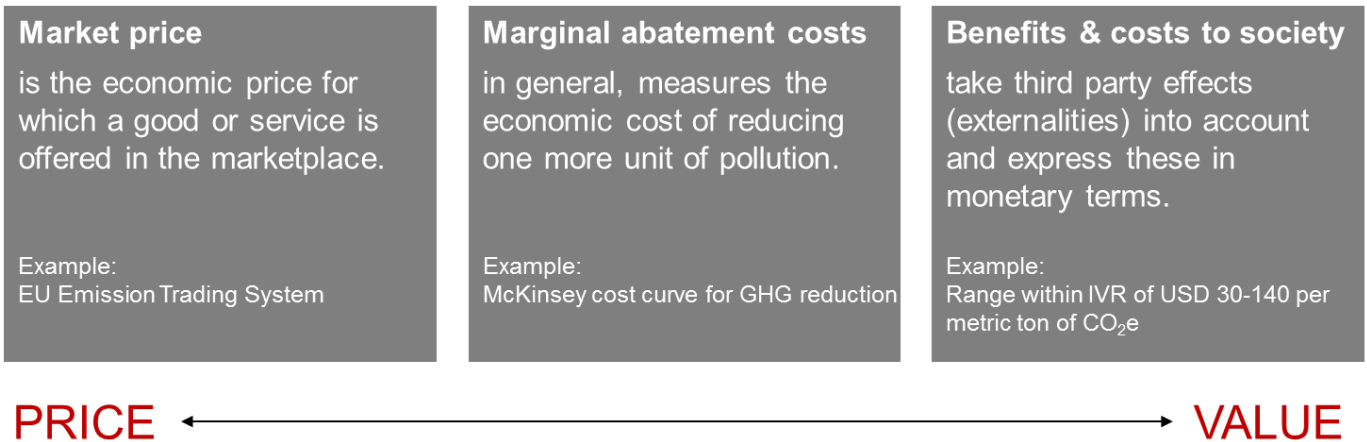 Market price
is the economic price for
which a good or service is
offered in the marketplace.
Example:
EU Emission Trading System
Marginal abatement costs
in general, measures the
economic cost of reducing
one more unit of pollution.
Example:
McKinsey cost curve for GHG reduction
Benefits & costs to society
take third party effects
(externalities) into account
and express these in
monetary terms.
Example:
Range within IVR of USD 30-140 per
metric ton of CO₂e
PRICE
VALUE